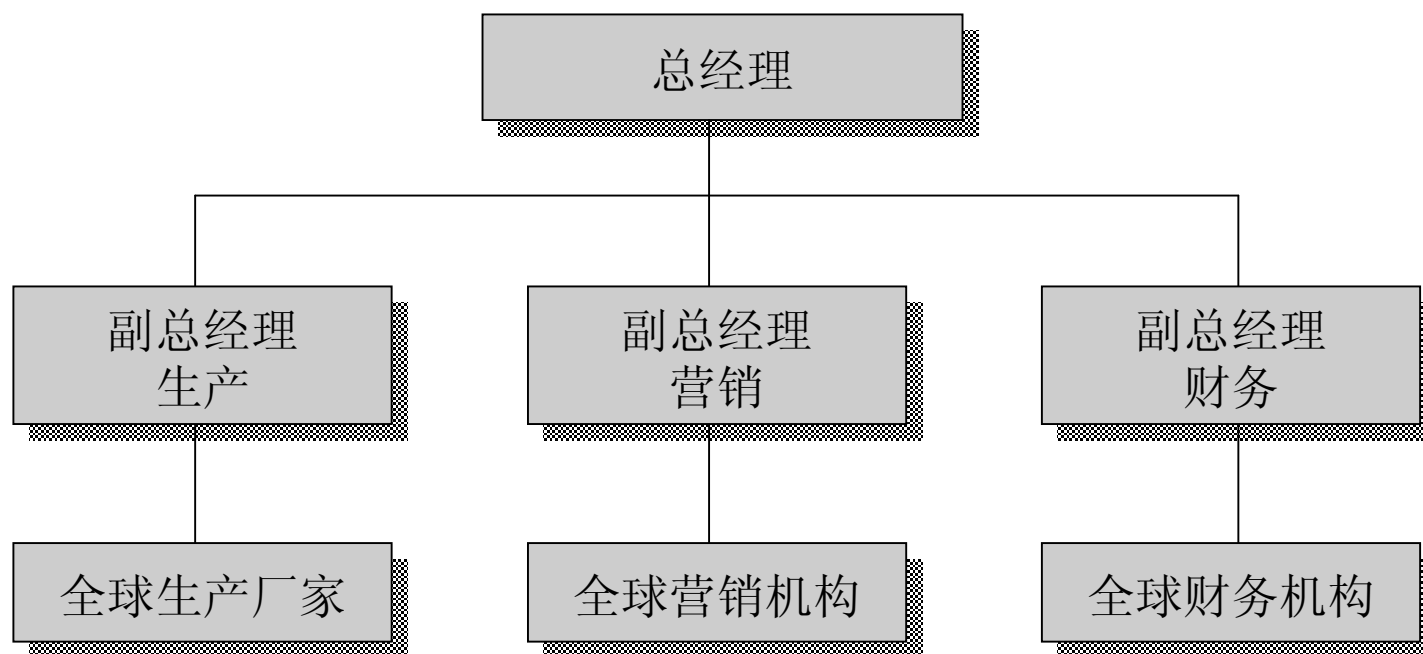 总经理
副总经理
生产
副总经理
营销
副总经理
财务
全球生产厂家
全球营销机构
全球财务机构